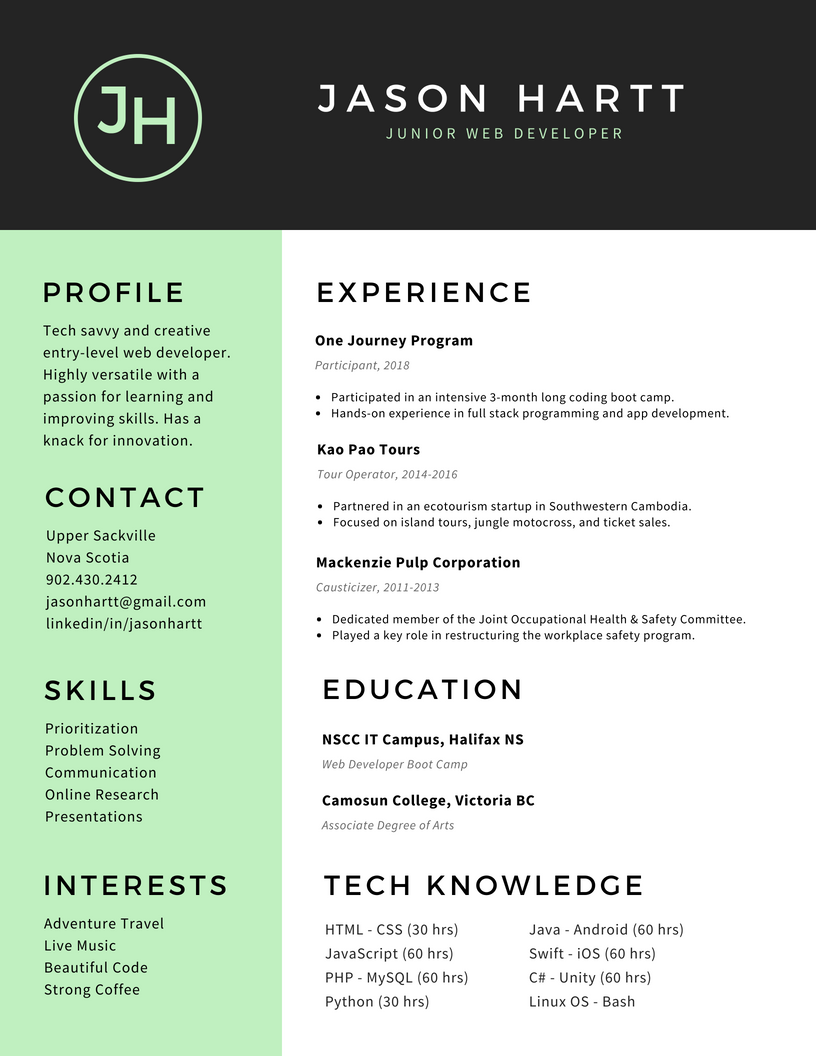 JH
JASON HARTT
JUNIOR WEB DEVELOPER
PROFILE
Tech savvy and creative
entry-level web developer.
Highly versatile with a
passion for learning and
improving skills. Has a
knack for innovation.
CONTACT
Upper Sackville
Nova Scotia
902.430.2412
jasonhartt@gmail.com
linkedin/in/jasonhartt
SKILLS
Prioritization
Problem Solving
Communication
Online Research
Presentations
INTERESTS
Adventure Travel
Live Music
Beautiful Code
Strong Coffee
EXPERIENCE
One Journey Program
Participant, 2018
• Participated in an intensive 3-month long coding boot camp.
• Hands-on experience in full stack programming and app development.
Kao Pao Tours
Tour Operator, 2014-2016
• Partnered in an ecotourism startup in Southwestern Cambodia.
• Focused on island tours, jungle motocross, and ticket sales.
Mackenzie Pulp Corporation
Causticizer, 2011-2013
• Dedicated member of the Joint Occupational Health & Safety Committee.
• Played a key role in restructuring the workplace safety program.
EDUCATION
NSCC IT Campus, Halifax NS
Web Developer Boot Camp
Camosun College, Victoria BC
Associate Degree of Arts
TECH KNOWLEDGE
HTML - CSS (30 hrs)
JavaScript (60 hrs)
PHP - MySQL (60 hrs)
Python (30 hrs)
Java - Android (60 hrs)
Swift - iOS (60 hrs)
C# - Unity (60 hrs)
Linux OS - Bash